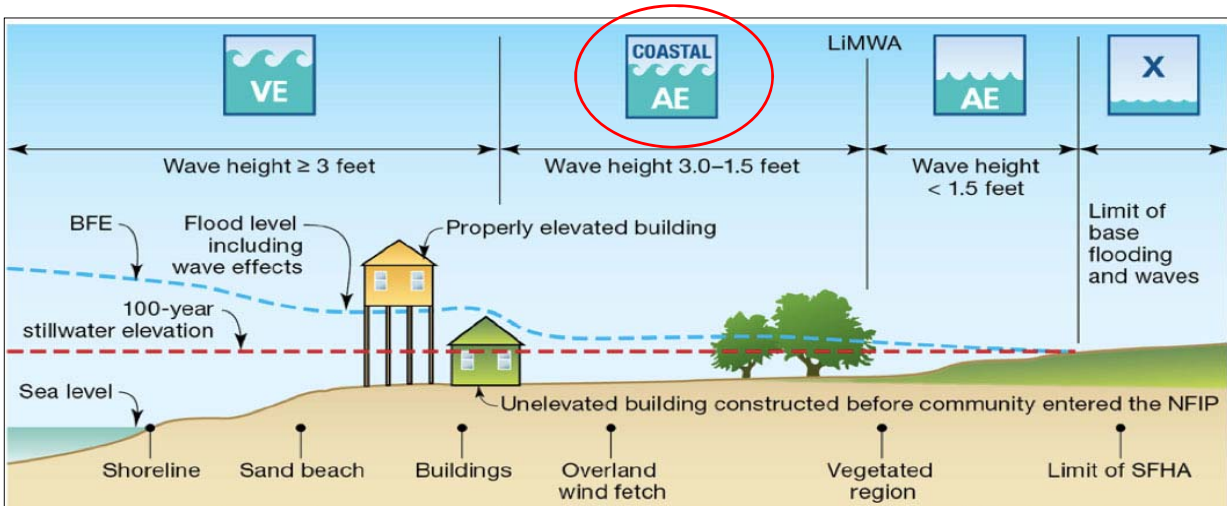 VE
COASTAL
AE
LiMWA
AE
X
Wave height ≥ 3 feet
Wave height 3.0–1.5 feet
Wave height
< 1.5 feet
BFE
Flood level
including
wave effects
Properly elevated building
Limit of
base
flooding
and waves
100-year
stillwater elevation
Sea level
Unelevated building constructed before community entered the NFIP
Shoreline
Sand beach
Buildings
Overland
wind fetch
Vegetated
region
Limit of SFHA